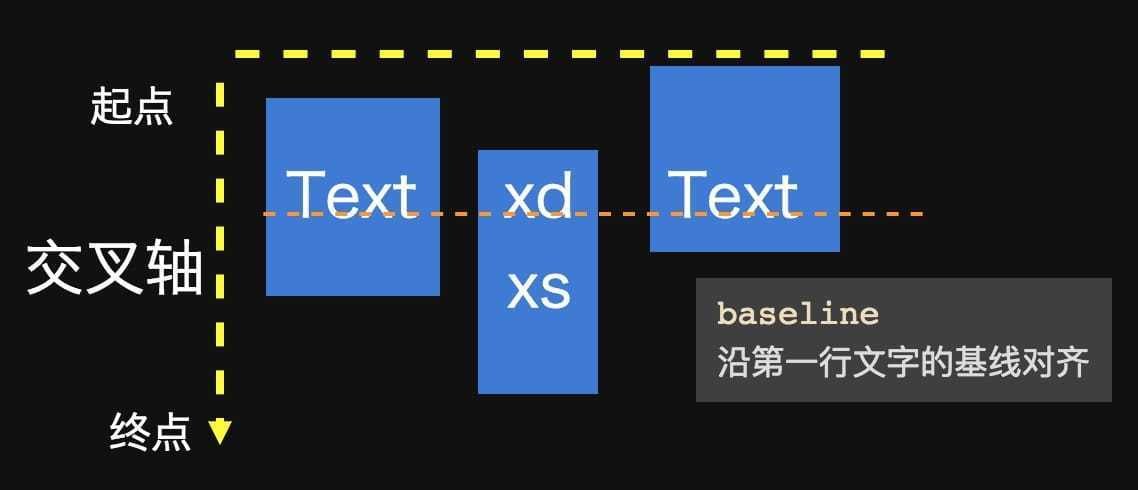 起点
Text
xd
Text
交叉轴
xs
baseline
沿第一行文字的基线对齐
终点